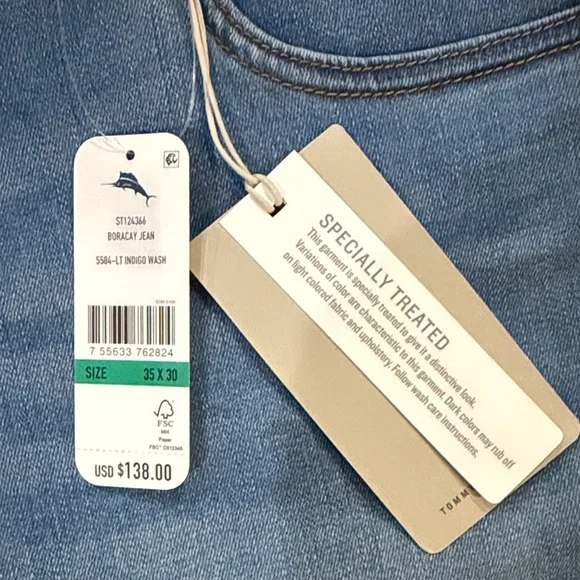 ST124366
BORACAY JEAN
5584-LT INDIGO WASH
7 55633 762824
SIZE 35 X 30
FSC
MIX
Paper
USD $138.00
SPECIALLY TREATED
This garment is specially treated to give it a distinctive look.
Variations of color are characteristic to this garment. Dark colors may rub off
on light colored fabric and upholstery. Follow wash care instructions.
TOMM